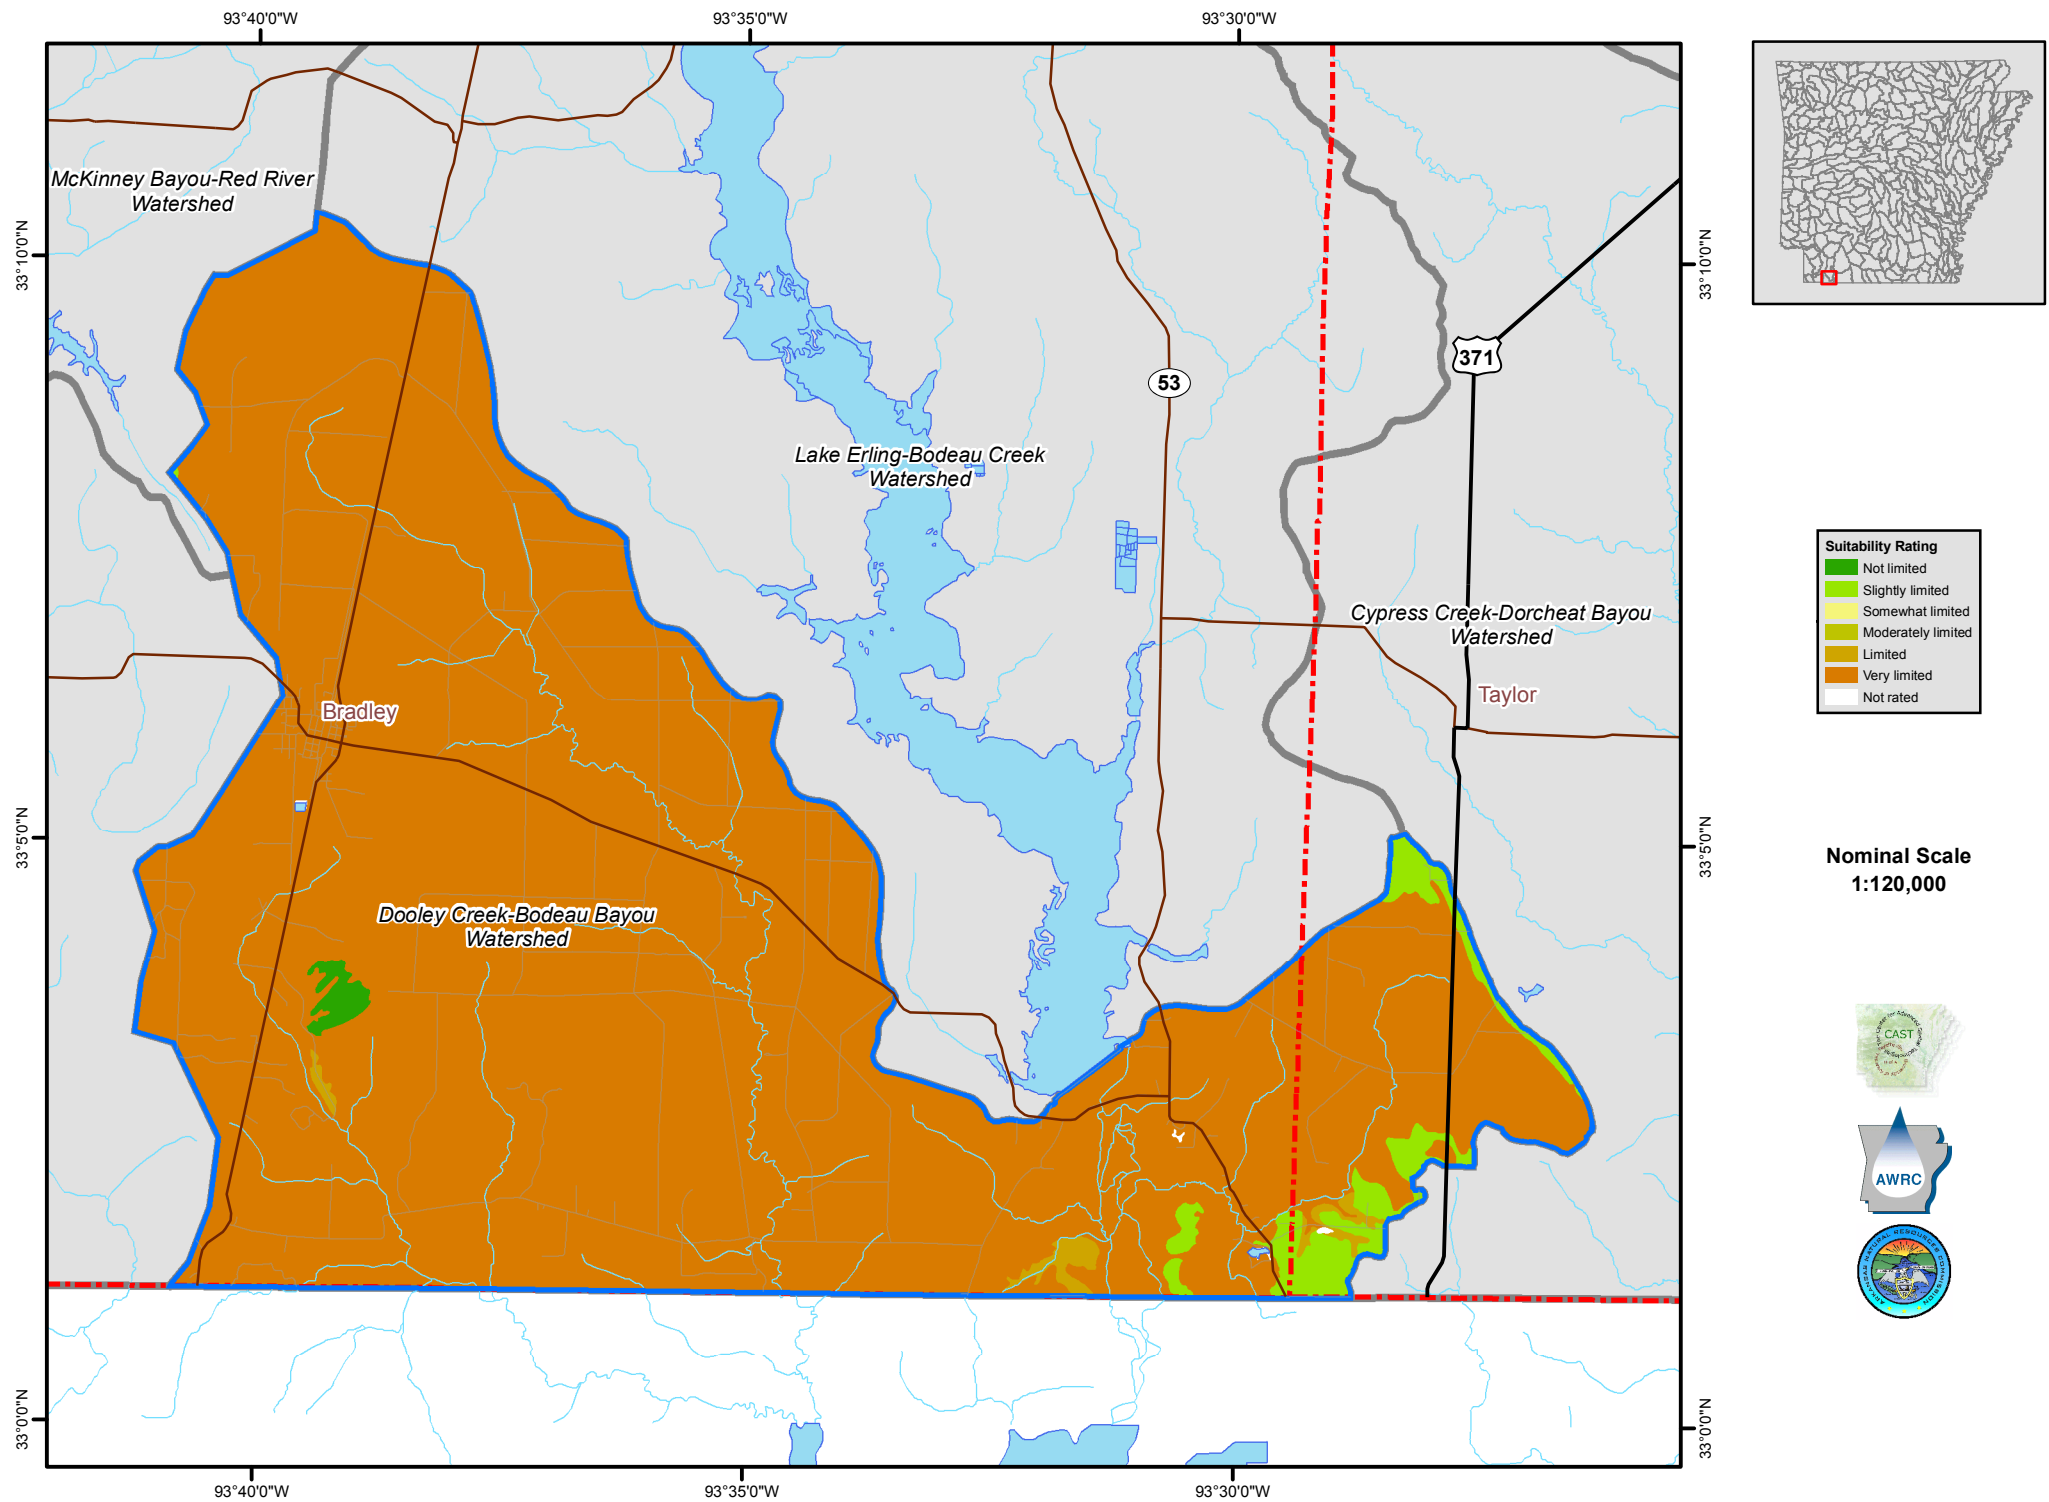 93°40'0"W
93°35'0"W
93°30'0"W
McKinney Bayou-Red River
Watershed
33°10'0"N
33°10'0"N
371
53
Lake Erling-Bodeau Creek
Watershed
Cypress Creek-Dorcheat Bayou
Watershed
Taylor
Bradley
33°5'0"N
33°5'0"N
Dooley Creek-Bodeau Bayou
Watershed
33°0'0"N
33°0'0"N
93°40'0"W
93°35'0"W
93°30'0"W
Suitability Rating
Not limited
Slightly limited
Somewhat limited
Moderately limited
Limited
Very limited
Not rated
Nominal Scale
1:120,000
CAST
AWRC
ARKANSAS NATURAL RESOURCES COMMISSION